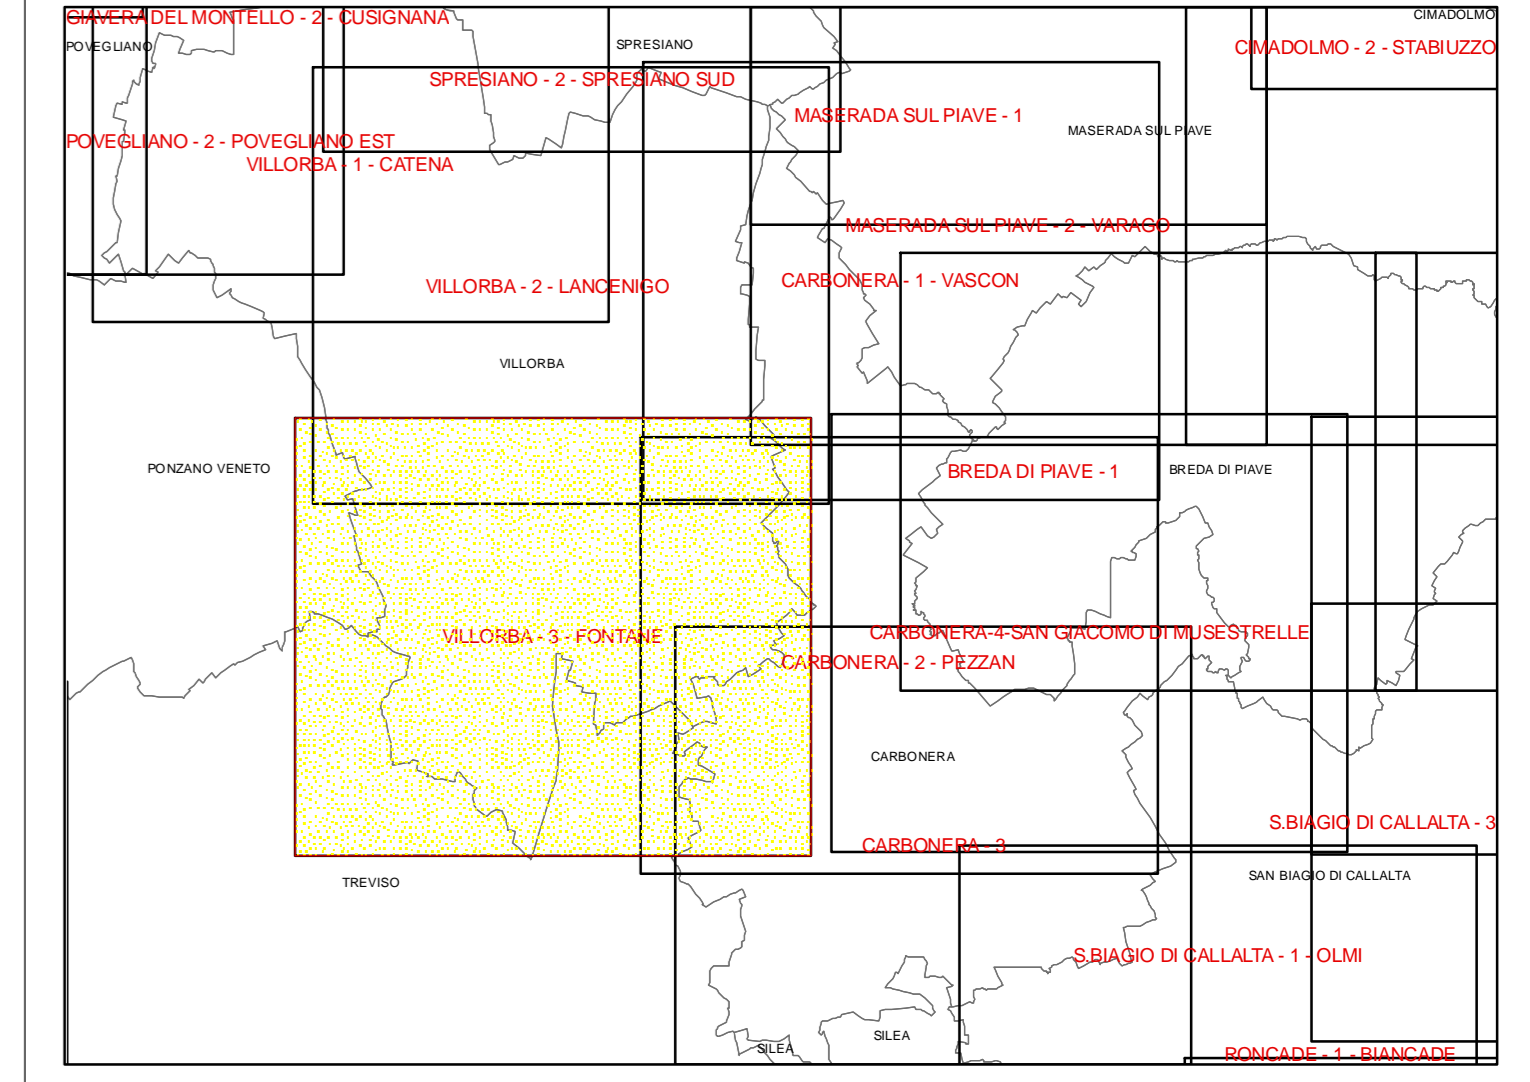 GIAVERA DEL MONTELLO - 2 - CUSIGNANA
CIMADOLMO
POVEGLIANO
SPRESIANO
CIMADOLMO - 2 - STABIUZZO
SPRESIANO - 2 - SPRESIANO SUD
MASERADA SUL PIAVE - 1
MASERADA SUL PIAVE
POVEGLIANO - 2 - POVEGLIANO EST
VILLORBA - 1 - CATENA
MASERADA SUL PIAVE - 2 - VARAGO
CARBONERA - 1 - VASCON
VILLORBA - 2 - LANCENIGO
VILLORBA
PONZANO VENETO
BREDA DI PIAVE - 1
BREDA DI PIAVE
VILLORBA - 3 - FONTANE
CARBONERA-4-SAN GIACOMO DI MUSESTRELLE
CARBONERA - 2 - PEZZAN
CARBONERA
S.BIAGIO DI CALLALTA - 3
CARBONERA - 3
TREVISO
SAN BIAGIO DI CALLALTA
S.BIAGIO DI CALLALTA - 1 - OLMI
SILEA
SILEA
RONCADE - 1 - BIANCADE